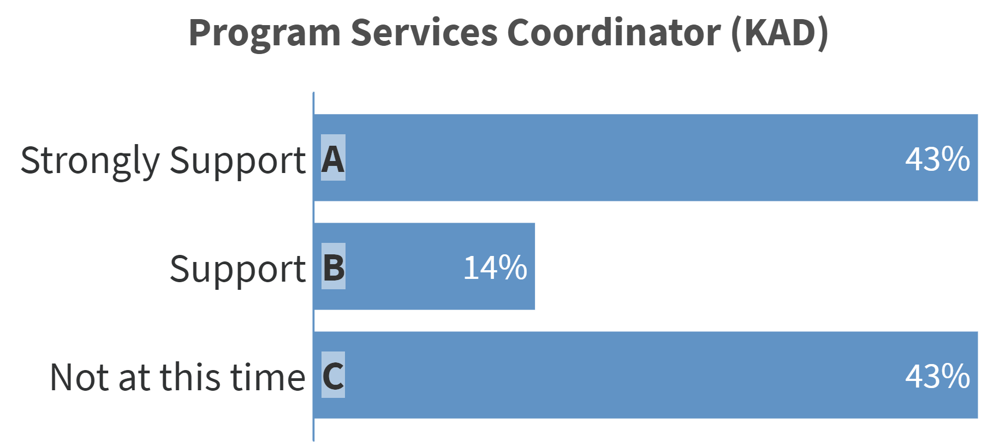 Program Services Coordinator (KAD)
Strongly Support A 43%
Support B 14%
Not at this time C 43%